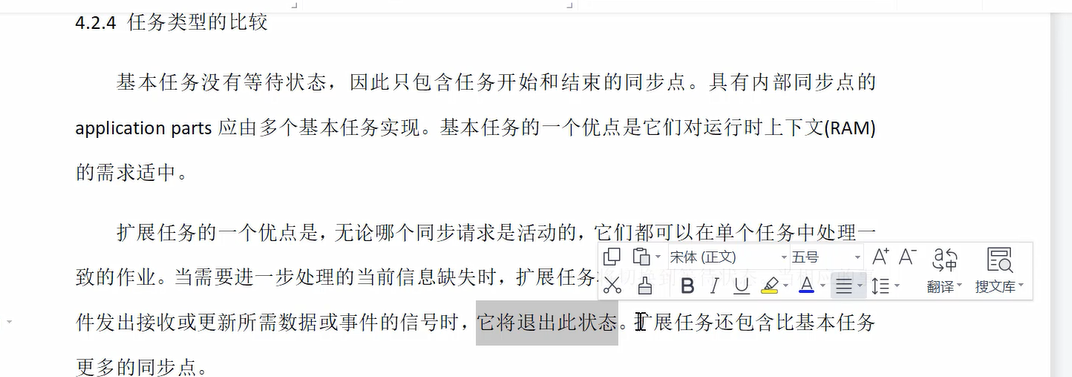 4.2.4 任务类型的比较
基本任务没有等待状态，因此只包含任务开始和结束的同步点。具有内部同步点的
application parts 应由多个基本任务实现。基本任务的一个优点是它们对运行时上下文(RAM)
的需求适中。
扩展任务的一个优点是，无论哪个同步请求是活动的，它们都可以在单个任务中处理一
致的作业。当需要进一步处理的当前信息缺失时，扩展任务
宋体 (正文) 五号 A+ A-
B I U A 翻译 搜文库
件发出接收或更新所需数据或事件的信号时，它将退出此状态。扩展任务还包含比基本任务
更多的同步点。